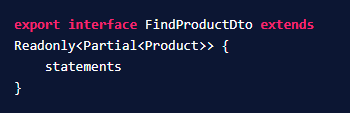 export interface FindProductDto extends
Readonly<Partial<Product>> {
    statements
}